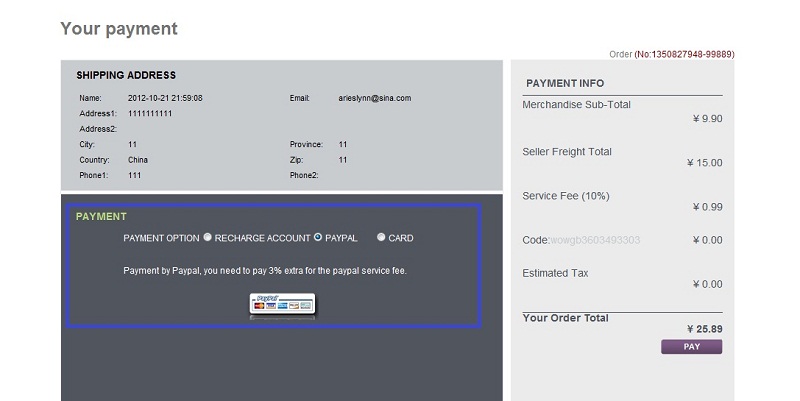 Your payment
Order (No:1350827948-99889)
SHIPPING ADDRESS
Name: 2012-10-21 21:59:08 Email: arieslynn@sina.com
Address1: 1111111111
Address2:
City: 11 Province: 11
Country: China Zip: 11
Phone1: 111 Phone2:
PAYMENT
PAYMENT OPTION RECHARGE ACCOUNT PAYPAL CARD
Payment by Paypal, you need to pay 3% extra for the paypal service fee.
PayPal
PAYMENT INFO
Merchandise Sub-Total
¥ 9.90
Seller Freight Total
¥ 15.00
Service Fee (10%)
¥ 0.99
Code:wowgb3603493303
¥ 0.00
Estimated Tax
¥ 0.00
Your Order Total
¥ 25.89
PAY